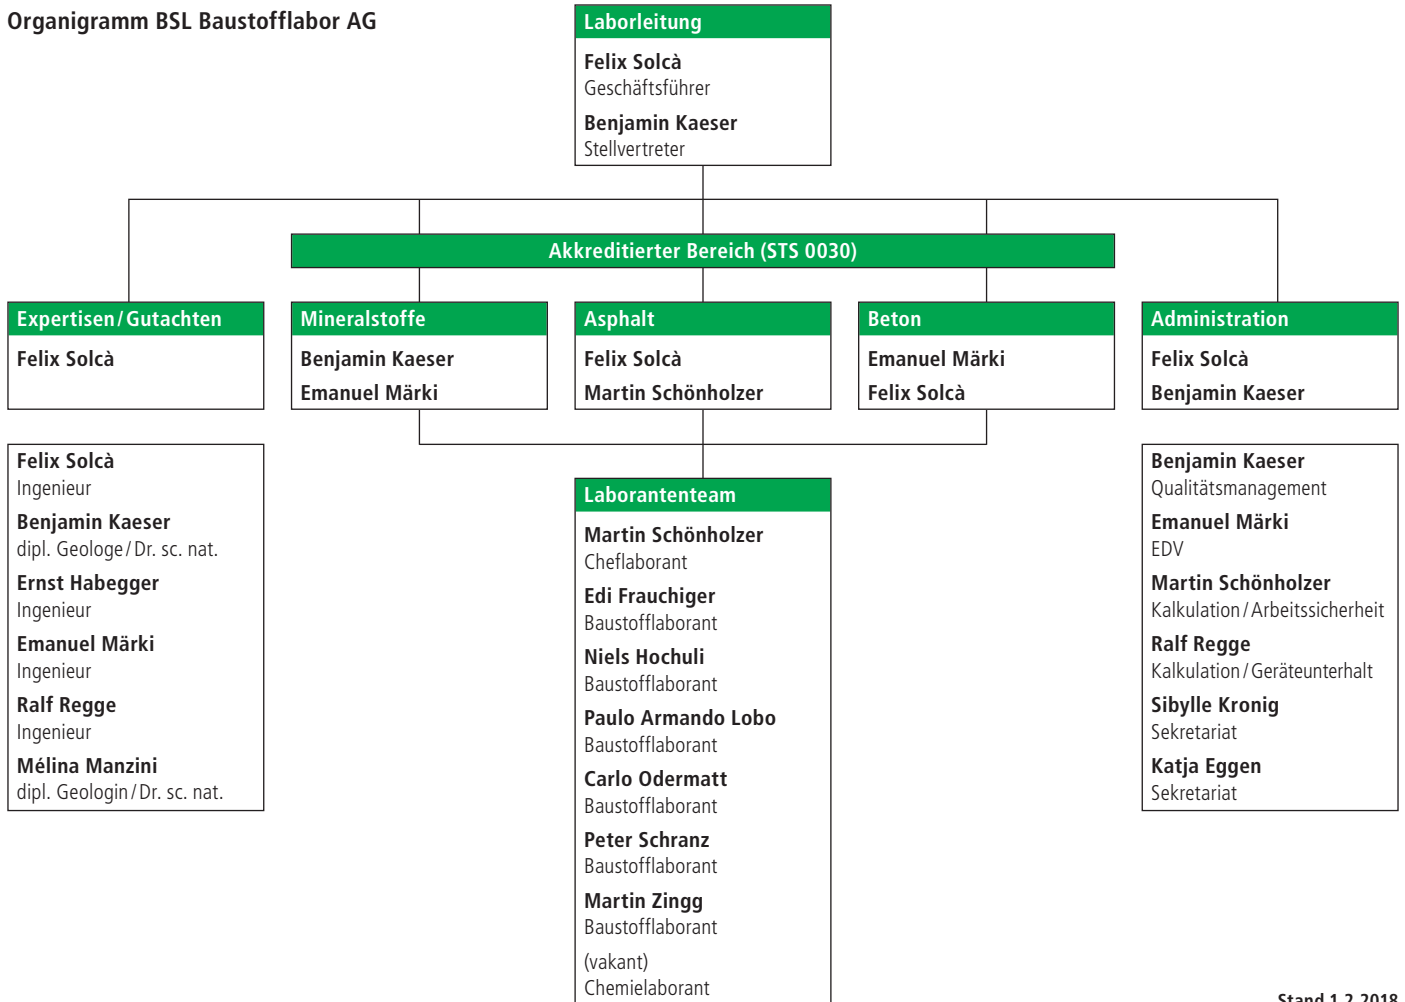 Organigramm BSL Baustofflabor AG
Laborleitung
Felix Solcà
Geschäftsführer
Benjamin Kaeser
Stellvertreter
Akkreditierter Bereich (STS 0030)
Expertisen/Gutachten
Felix Solcà
Mineralstoffe
Benjamin Kaeser
Emanuel Märki
Asphalt
Felix Solcà
Martin Schönholzer
Beton
Emanuel Märki
Felix Solcà
Administration
Felix Solcà
Benjamin Kaeser
Felix Solcà
Ingenieur
Benjamin Kaeser
dipl. Geologe/Dr. sc. nat.
Ernst Habegger
Ingenieur
Emanuel Märki
Ingenieur
Ralf Regge
Ingenieur
Mélina Manzini
dipl. Geologin/Dr. sc. nat.
Laborantenteam
Martin Schönholzer
Cheflaborant
Edi Frauchiger
Baustofflaborant
Niels Hochuli
Baustofflaborant
Paulo Armando Lobo
Baustofflaborant
Carlo Odermatt
Baustofflaborant
Peter Schranz
Baustofflaborant
Martin Zingg
Baustofflaborant
(vakant)
Chemielaborant
Benjamin Kaeser
Qualitätsmanagement
Emanuel Märki
EDV
Martin Schönholzer
Kalkulation/Arbeitssicherheit
Ralf Regge
Kalkulation/Geräteunterhalt
Sibylle Kronig
Sekretariat
Katja Eggen
Sekretariat
Stand 1.2.2018